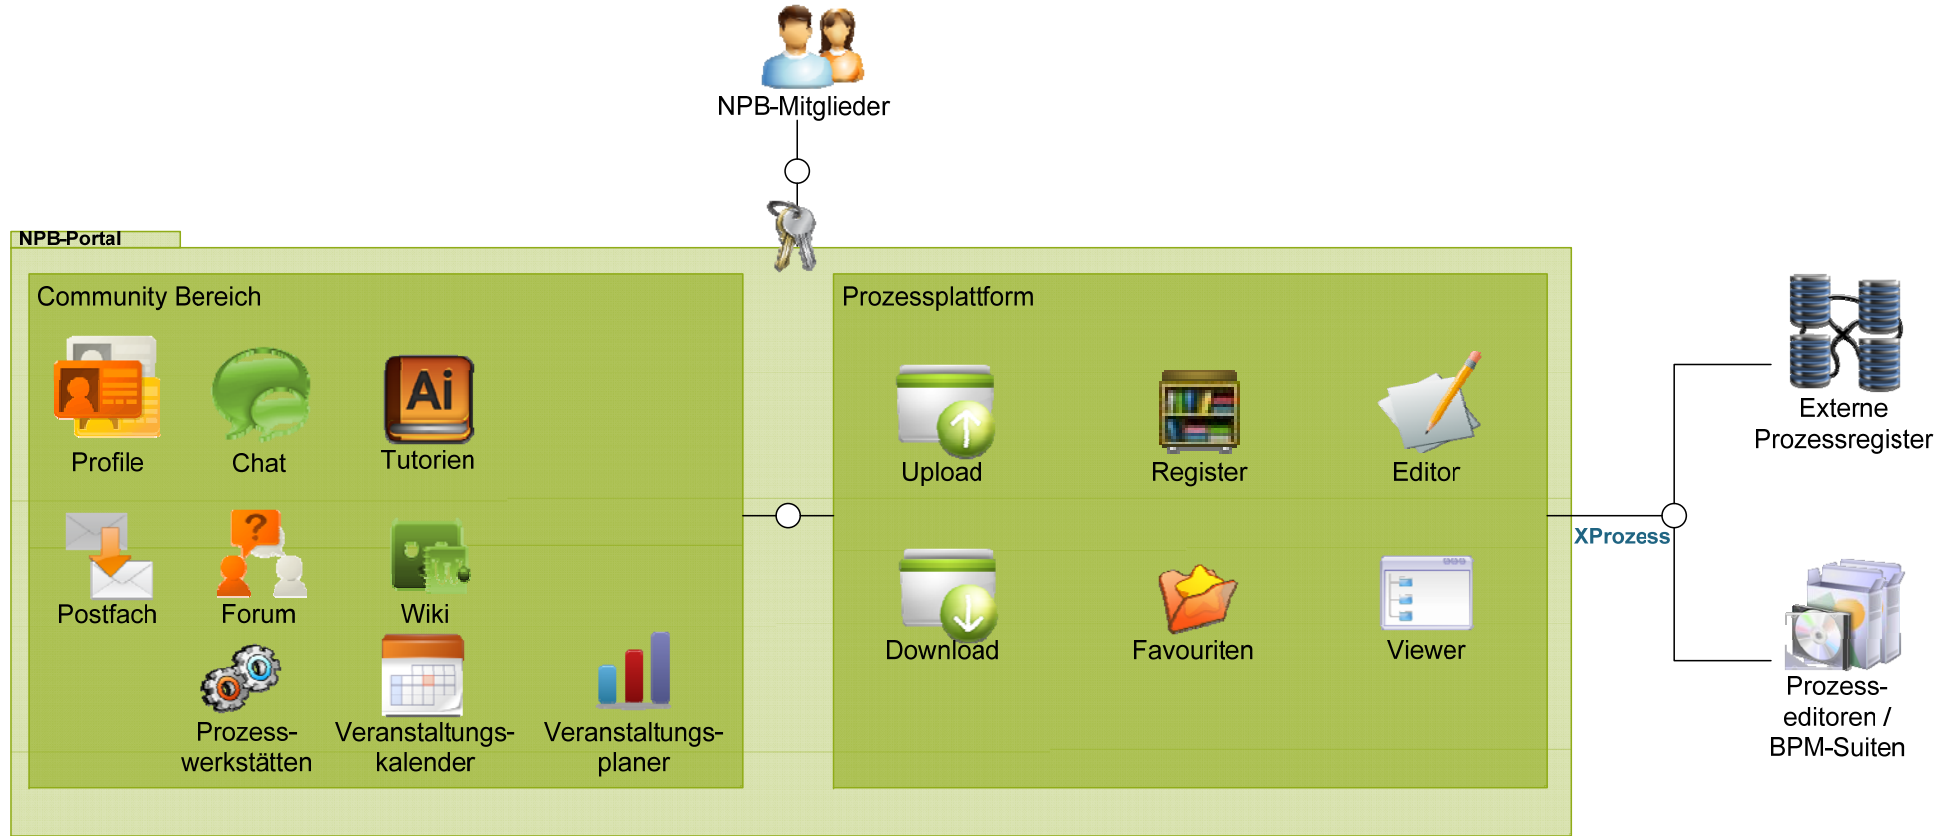 NPB-Mitglieder
NPB-Portal
Community Bereich
Profile
Chat
Ai
Tutorien
Postfach
?
Forum
Wiki
Prozess-
werkstätten
Veranstaltungs-
kalender
Veranstaltungs-
planer
Prozessplattform
Upload
Register
Editor
Download
Favouriten
Viewer
XProzess
Externe
Prozessregister
Prozess-
editoren /
BPM-Suiten